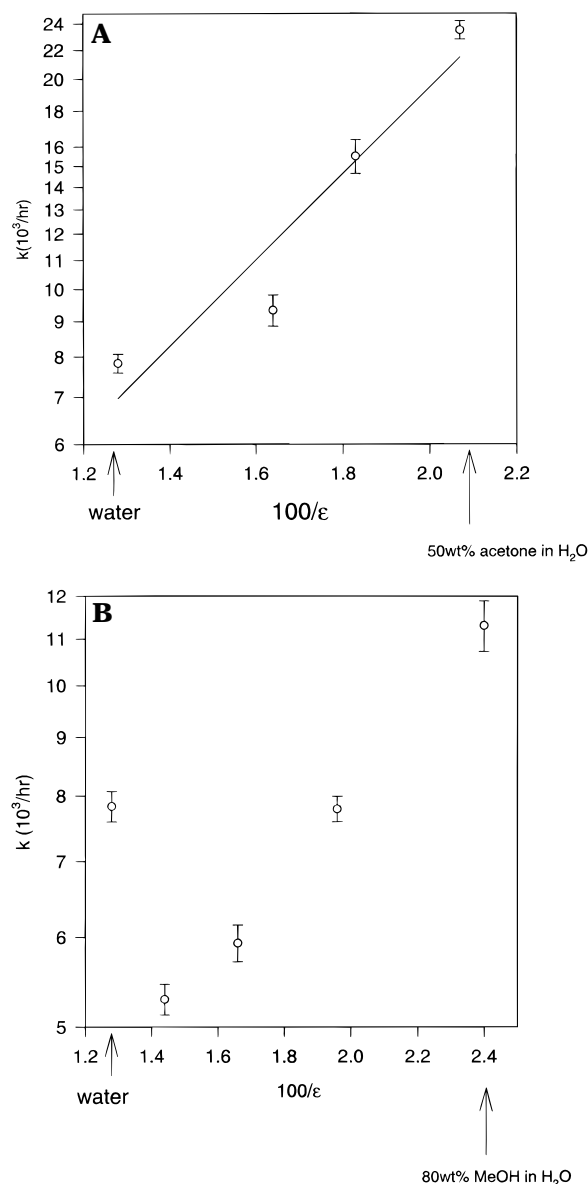 A
24
22
20
18
16
15
14
13
12
11
10
9
8
7
6
k(10³/hr)
1.2 1.4 1.6 1.8 2.0 2.2
water
100/ε
50wt% acetone in H₂O
B
12
11
10
9
8
7
6
5
k (10³/hr)
1.2 1.4 1.6 1.8 2.0 2.2 2.4
water
100/ε
80wt% MeOH in H₂O